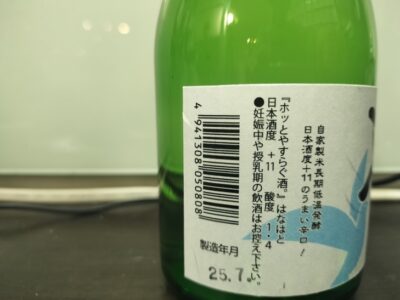 自家製米長期低温発酵
日本酒度+11のうまい辛口!
『ホッとやすらぐ酒。』はなはと
日本酒度 +11 酸度 1・4
●妊娠中や授乳期の飲酒はお控え下さい。
4 941308 050808
製造年月
25.7.